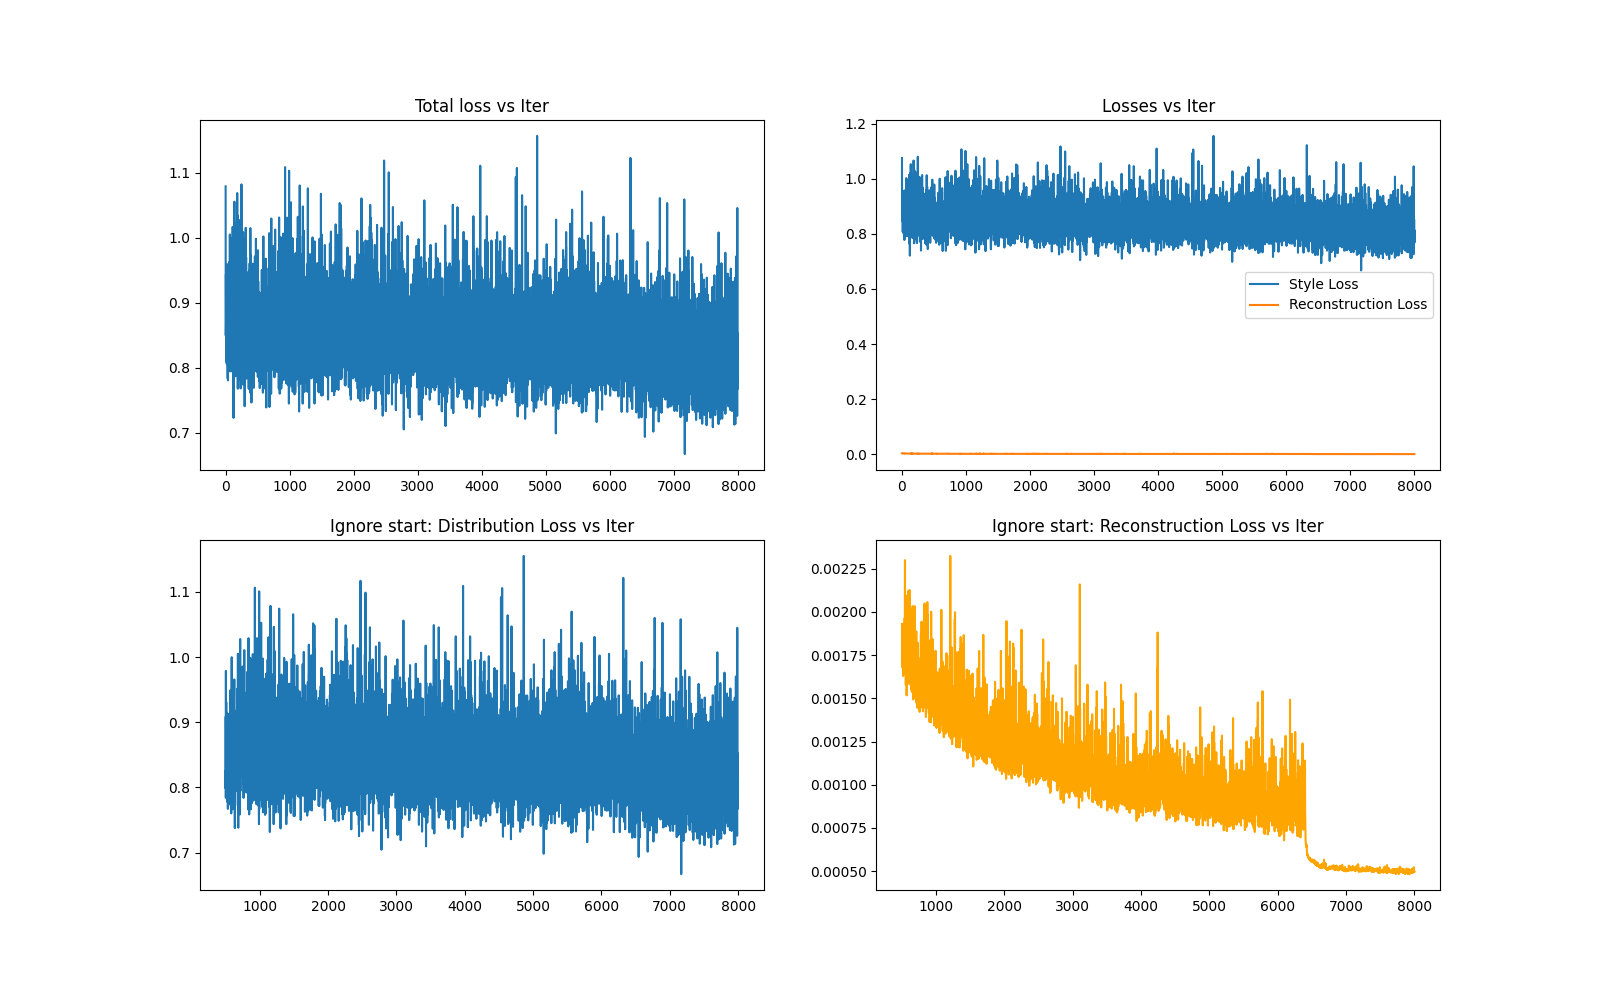 Total loss vs Iter
1.1
1.0
0.9
0.8
0.7
0 1000 2000 3000 4000 5000 6000 7000 8000
Losses vs Iter
1.2
1.0
0.8
0.6
0.4
0.2
0.0
Style Loss
Reconstruction Loss
0 1000 2000 3000 4000 5000 6000 7000 8000
Ignore start: Distribution Loss vs Iter
1.1
1.0
0.9
0.8
0.7
1000 2000 3000 4000 5000 6000 7000 8000
Ignore start: Reconstruction Loss vs Iter
0.00225
0.00200
0.00175
0.00150
0.00125
0.00100
0.00075
0.00050
1000 2000 3000 4000 5000 6000 7000 8000